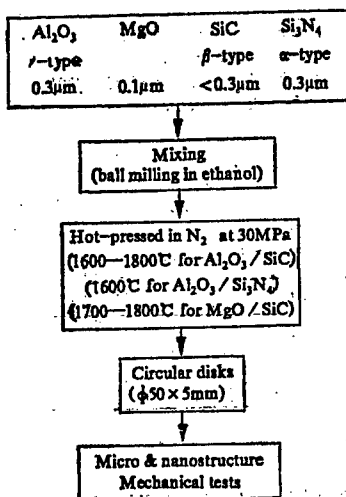 Al₂O₃ MgO SiC Si₃N₄
γ-type β-type α-type
0.3μm 0.1μm <0.3μm 0.3μm
Mixing
(ball milling in ethanol)
Hot-pressed in N₂ at 30MPa
(1600—1800℃ for Al₂O₃/SiC)
(1600℃ for Al₂O₃/Si₃N₄)
(1700—1800℃ for MgO/SiC)
Circular disks
(ϕ50×5mm)
Micro & nanostructure
Mechanical tests